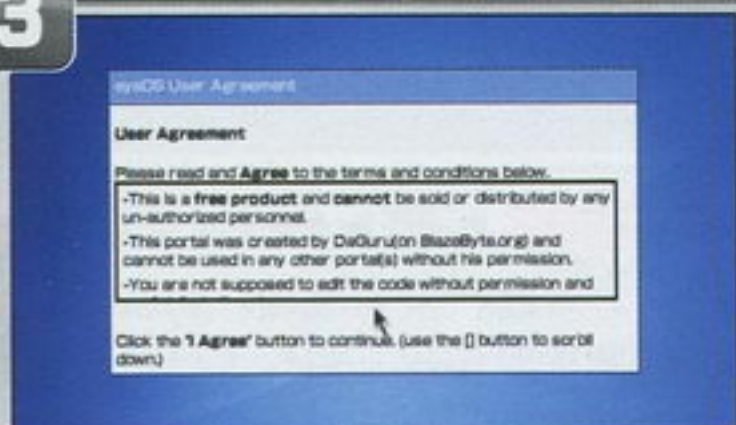 3
eyeOS User Agreement
User Agreement
Please read and Agree to the terms and conditions below.
-This is a free product and cannot be sold or distributed by any
un-authorized personnel.
-This portal was created by DaGuru(on BlazeByte.org) and
cannot be used in any other portal(s) without his permission.
-You are not supposed to edit the code without permission and
Click the "I Agree" button to continue. (use the [] button to scroll
down.)